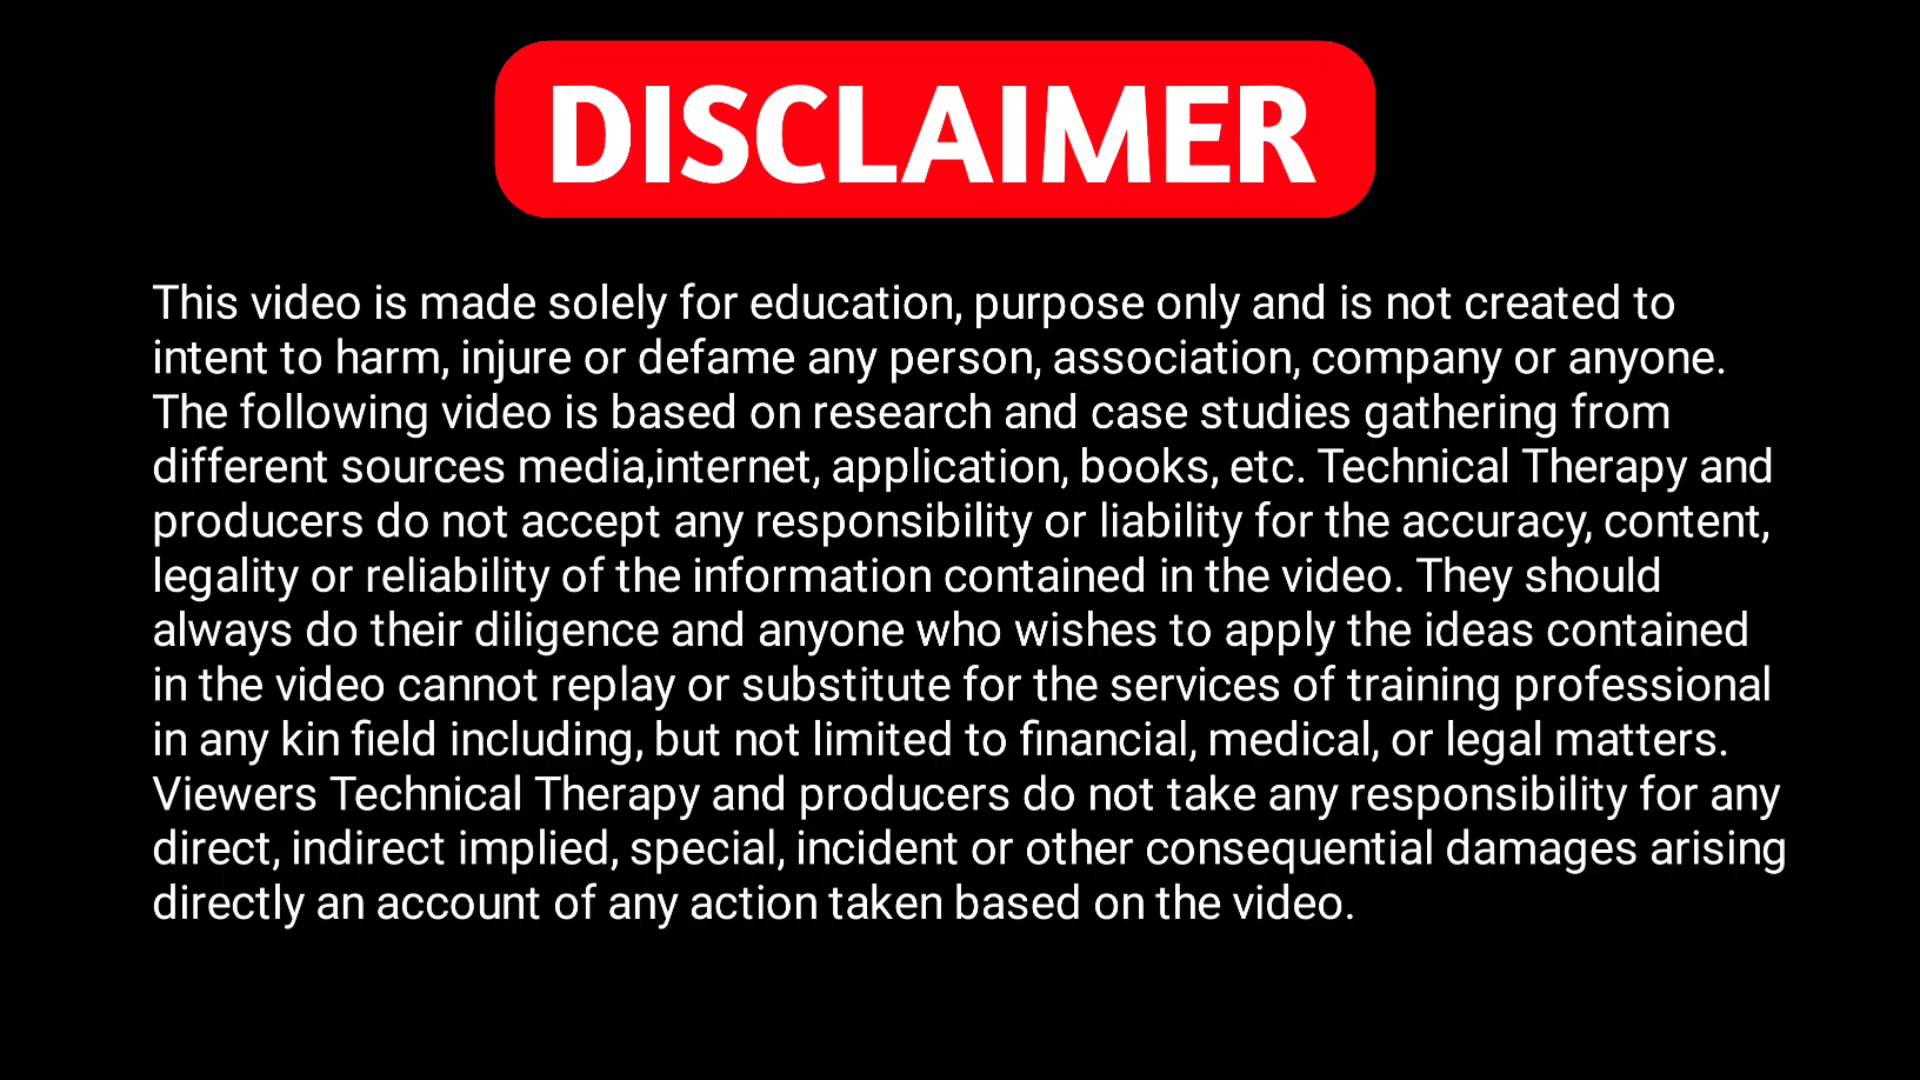 DISCLAIMER
This video is made solely for education, purpose only and is not created to
intent to harm, injure or defame any person, association, company or anyone.
The following video is based on research and case studies gathering from
different sources media,internet, application, books, etc. Technical Therapy and
producers do not accept any responsibility or liability for the accuracy, content,
legality or reliability of the information contained in the video. They should
always do their diligence and anyone who wishes to apply the ideas contained
in the video cannot replay or substitute for the services of training professional
in any kin field including, but not limited to financial, medical, or legal matters.
Viewers Technical Therapy and producers do not take any responsibility for any
direct, indirect implied, special, incident or other consequential damages arising
directly an account of any action taken based on the video.